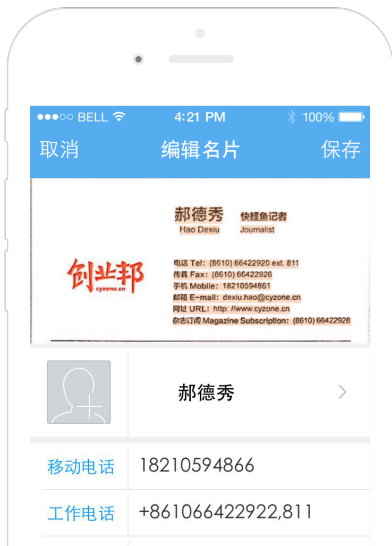 BELL 4:21 PM 100%
取消 编辑名片 保存
郝德秀 快鲤鱼记者
Hao Dexiu Journalist
创业邦
cyzone.cn
电话 Tel: (8610) 66422920 ext. 811
传真 Fax: (8610) 66422926
手机 Mobile: 18210594861
邮箱 E-mail: dexiu.hao@cyzone.cn
网址 URL: http: //www.cyzone.cn
杂志订阅 Magazine Subscription: (8610) 66422928
郝德秀
移动电话 18210594866
工作电话 +861066422922,811